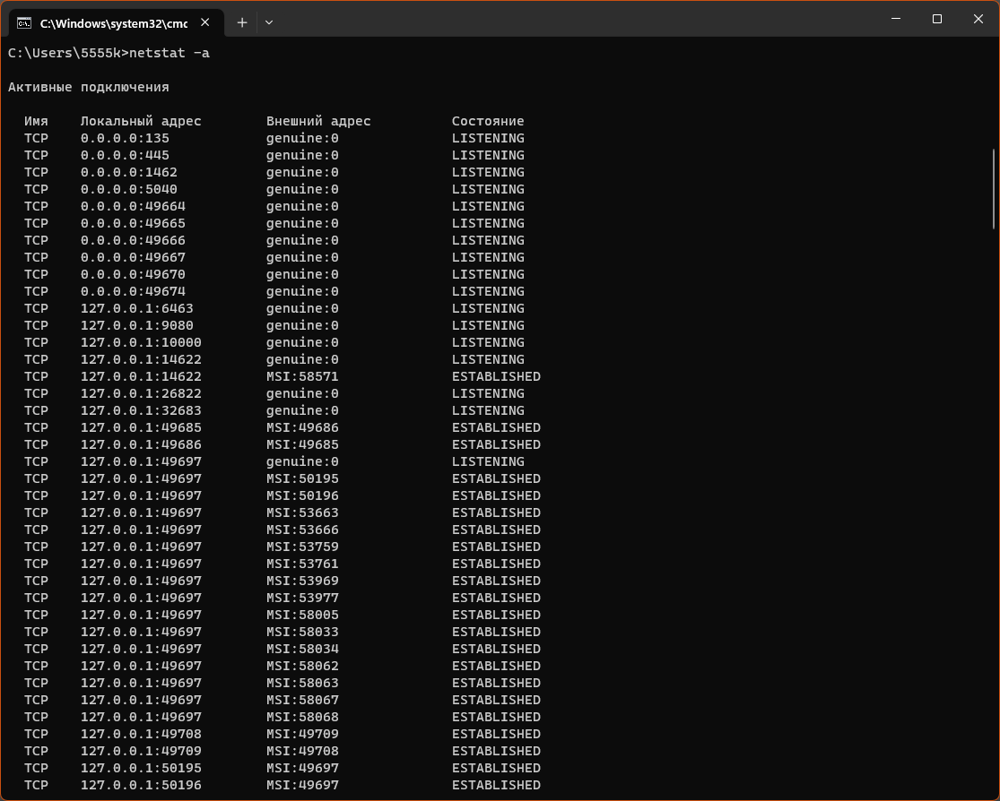 C:\Windows\system32\cmc
C:\Users\5555k>netstat -a
Активные подключения
Имя Локальный адрес Внешний адрес Состояние
TCP 0.0.0.0:135 genuine:0 LISTENING
TCP 0.0.0.0:445 genuine:0 LISTENING
TCP 0.0.0.0:1462 genuine:0 LISTENING
TCP 0.0.0.0:5040 genuine:0 LISTENING
TCP 0.0.0.0:49664 genuine:0 LISTENING
TCP 0.0.0.0:49665 genuine:0 LISTENING
TCP 0.0.0.0:49666 genuine:0 LISTENING
TCP 0.0.0.0:49667 genuine:0 LISTENING
TCP 0.0.0.0:49670 genuine:0 LISTENING
TCP 0.0.0.0:49674 genuine:0 LISTENING
TCP 127.0.0.1:6463 genuine:0 LISTENING
TCP 127.0.0.1:9080 genuine:0 LISTENING
TCP 127.0.0.1:10000 genuine:0 LISTENING
TCP 127.0.0.1:14622 genuine:0 LISTENING
TCP 127.0.0.1:14622 MSI:58571 ESTABLISHED
TCP 127.0.0.1:26822 genuine:0 LISTENING
TCP 127.0.0.1:32683 genuine:0 LISTENING
TCP 127.0.0.1:49685 MSI:49686 ESTABLISHED
TCP 127.0.0.1:49686 MSI:49685 ESTABLISHED
TCP 127.0.0.1:49697 genuine:0 LISTENING
TCP 127.0.0.1:49697 MSI:50195 ESTABLISHED
TCP 127.0.0.1:49697 MSI:50196 ESTABLISHED
TCP 127.0.0.1:49697 MSI:53663 ESTABLISHED
TCP 127.0.0.1:49697 MSI:53666 ESTABLISHED
TCP 127.0.0.1:49697 MSI:53759 ESTABLISHED
TCP 127.0.0.1:49697 MSI:53761 ESTABLISHED
TCP 127.0.0.1:49697 MSI:53969 ESTABLISHED
TCP 127.0.0.1:49697 MSI:53977 ESTABLISHED
TCP 127.0.0.1:49697 MSI:58005 ESTABLISHED
TCP 127.0.0.1:49697 MSI:58033 ESTABLISHED
TCP 127.0.0.1:49697 MSI:58034 ESTABLISHED
TCP 127.0.0.1:49697 MSI:58062 ESTABLISHED
TCP 127.0.0.1:49697 MSI:58063 ESTABLISHED
TCP 127.0.0.1:49697 MSI:58067 ESTABLISHED
TCP 127.0.0.1:49697 MSI:58068 ESTABLISHED
TCP 127.0.0.1:49708 MSI:49709 ESTABLISHED
TCP 127.0.0.1:49709 MSI:49708 ESTABLISHED
TCP 127.0.0.1:50195 MSI:49697 ESTABLISHED
TCP 127.0.0.1:50196 MSI:49697 ESTABLISHED